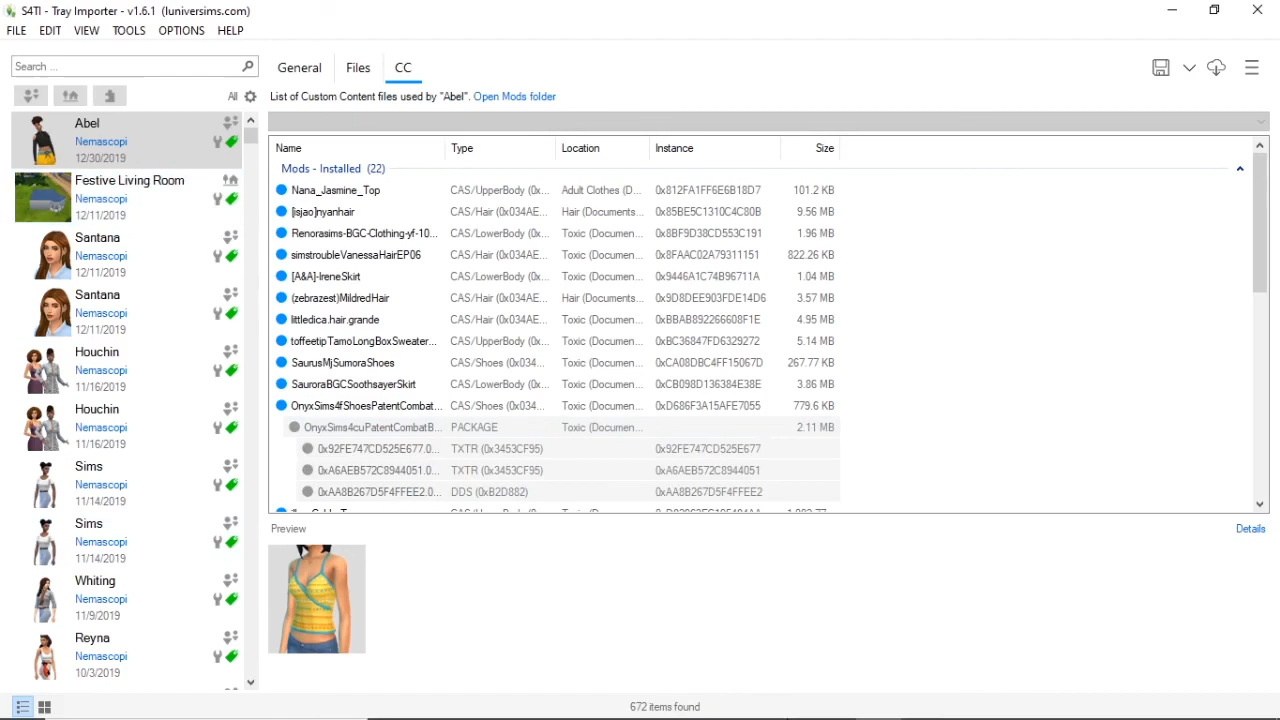 S4TI - Tray Importer - v1.6.1 (luniversims.com)
FILE EDIT VIEW TOOLS OPTIONS HELP
Search ...
General Files CC
All
List of Custom Content files used by "Abel". Open Mods folder
Abel
Nemascopi
12/30/2019
Festive Living Room
Nemascopi
12/11/2019
Santana
Nemascopi
12/11/2019
Santana
Nemascopi
12/11/2019
Houchin
Nemascopi
11/16/2019
Houchin
Nemascopi
11/16/2019
Sims
Nemascopi
11/14/2019
Sims
Nemascopi
11/14/2019
Whiting
Nemascopi
11/9/2019
Reyna
Nemascopi
10/3/2019
Name Type Location Instance Size
Mods - Installed (22)
Nana_Jasmine_Top CAS/UpperBody (0x... Adult Clothes (D... 0x812FA1FF6E6B18D7 101.2 KB
[isjao]nyanhair CAS/Hair (0x034AE... Hair (Documents... 0x85BE5C1310C4C80B 9.56 MB
Renorasims-BGC-Clothing-yf-10... CAS/LowerBody (0x... Toxic (Documen... 0x8BF9D38CD553C191 1.96 MB
simstroubleVanessaHairEP06 CAS/Hair (0x034AE... Toxic (Documen... 0x8FAAC02A79311151 822.26 KB
[A&A]-IreneSkirt CAS/LowerBody (0x... Toxic (Documen... 0x9446A1C74B96711A 1.04 MB
(zebrazest)MildredHair CAS/Hair (0x034AE... Hair (Documents... 0x9D8DEE903FDE14D6 3.57 MB
littledica.hair.grande CAS/Hair (0x034AE... Toxic (Documen... 0xBBAB892266608F1E 4.95 MB
toffeetipTamoLongBoxSweater... CAS/UpperBody (0x... Toxic (Documen... 0xBC36847FD6329272 5.14 MB
SaurusMjSumoraShoes CAS/Shoes (0x034... Toxic (Documen... 0xCA08DBC4FF15067D 267.77 KB
SauroraBGCSoothsayerSkirt CAS/LowerBody (0x... Toxic (Documen... 0xCB098D136384E38E 3.86 MB
OnyxSims4fShoesPatentCombat... CAS/Shoes (0x034... Toxic (Documen... 0xD686F3A15AFE7055 779.6 KB
OnyxSims4cuPatentCombatB... PACKAGE Toxic (Documen... 2.11 MB
0x92FE747CD525E677.0... TXTR (0x3453CF95) 0x92FE747CD525E677
0xA6AEB572C8944051.0... TXTR (0x3453CF95) 0xA6AEB572C8944051
0xAA8B267D5F4FFEE2.0... DDS (0xB2D882) 0xAA8B267D5F4FFEE2
Preview
Details
672 items found